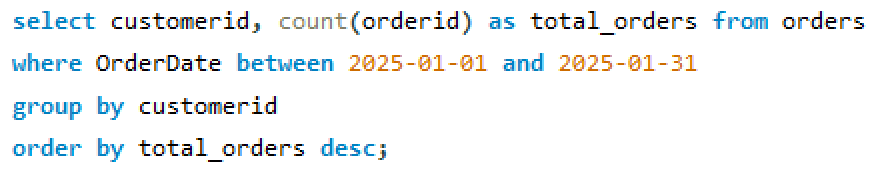 select customerid, count(orderid) as total_orders from orders
where OrderDate between 2025-01-01 and 2025-01-31
group by customerid
order by total_orders desc;